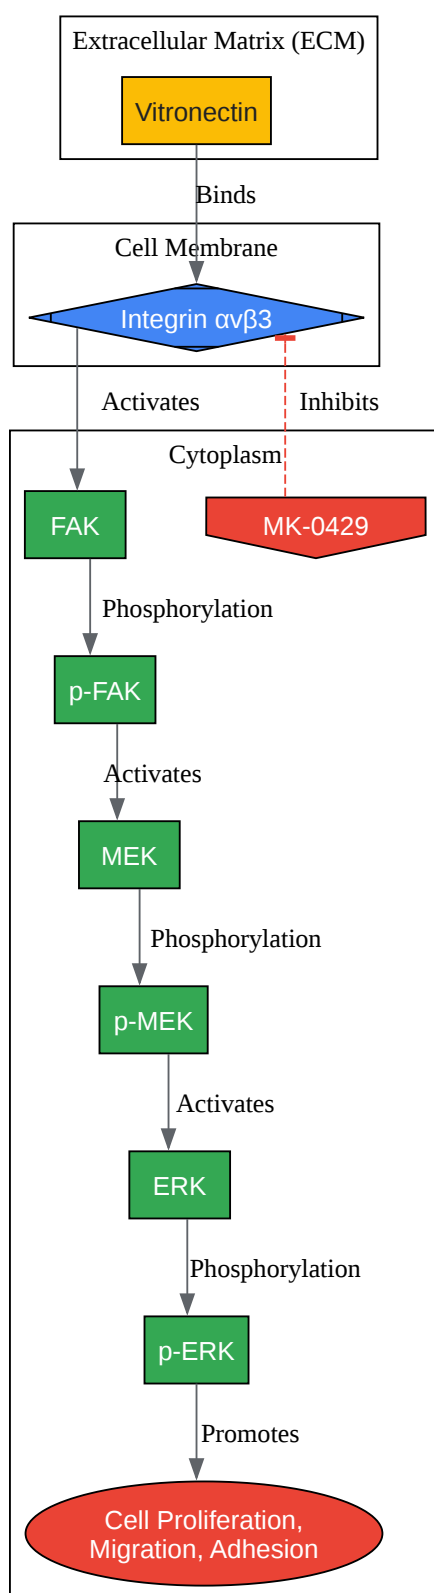 Extracellular Matrix (ECM)
Vitronectin
Binds
Cell Membrane
Integrin αvβ3
Activates
Inhibits
Cytoplasm
FAK
MK-0429
Phosphorylation
p-FAK
Activates
MEK
Phosphorylation
p-MEK
Activates
ERK
Phosphorylation
p-ERK
Promotes
Cell Proliferation,
Migration, Adhesion